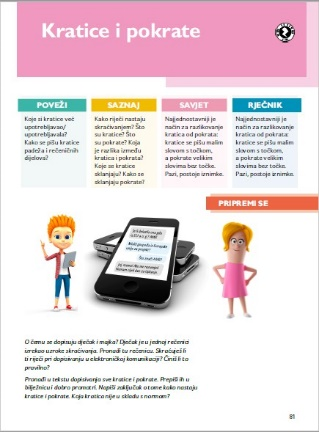 Kratice i pokrate
POVEŽI
Koje si kratice već
upotrebljavao/
upotrebljavala?
Kako se pišu kratice
padeža i rečeničnih
dijelova?
SAZNAJ
Kako riječi nastaju
skraćivanjem? Što
su kratice? Što
su pokrate? Koja
je razlika između
kratica i pokrata?
Koje se kratice
sklanjaju? Kako se
sklanjaju pokrate?
SAVJET
Najjednostavniji je
način za razlikovanje
kratica od pokrata:
kratice se pišu malim
slovom s točkom,
a pokrate velikim
slovima bez točke.
Pazi, postoje iznimke.
RJEČNIK
Najjednostavniji je
način za razlikovanje
kratica od pokrata:
kratice se pišu malim
slovom s točkom,
a pokrate velikim
slovima bez točke.
Pazi, postoje iznimke.
PRIPREMI SE
O čemu se dopisuju dječak i majka? Dječak je u jednoj rečenici
izrekao uzroke skraćivanja. Pronađi tu rečenicu. Skraćuješ li
ti riječi pri dopisivanju u elektroničkoj komunikaciji? Činiš li to
pravilno?
Pronađi u tekstu dopisivanja sve kratice i pokrate. Prepiši ih u
bilježnicu i dobro promotri. Napiši zaključak o tome kako nastaju
kratice i pokrate. Koja kratica nije u skladu s normom?
81